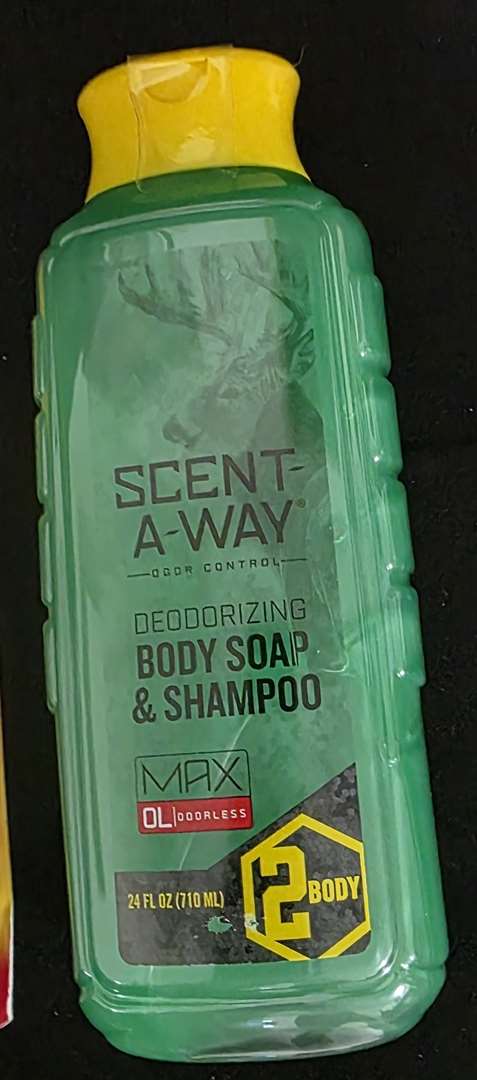 SCENT-
A-WAY®
ODOR CONTROL
DEODORIZING
BODY SOAP
& SHAMPOO
MAX
OL ODORLESS
24 FL OZ (710 ML)
2 BODY